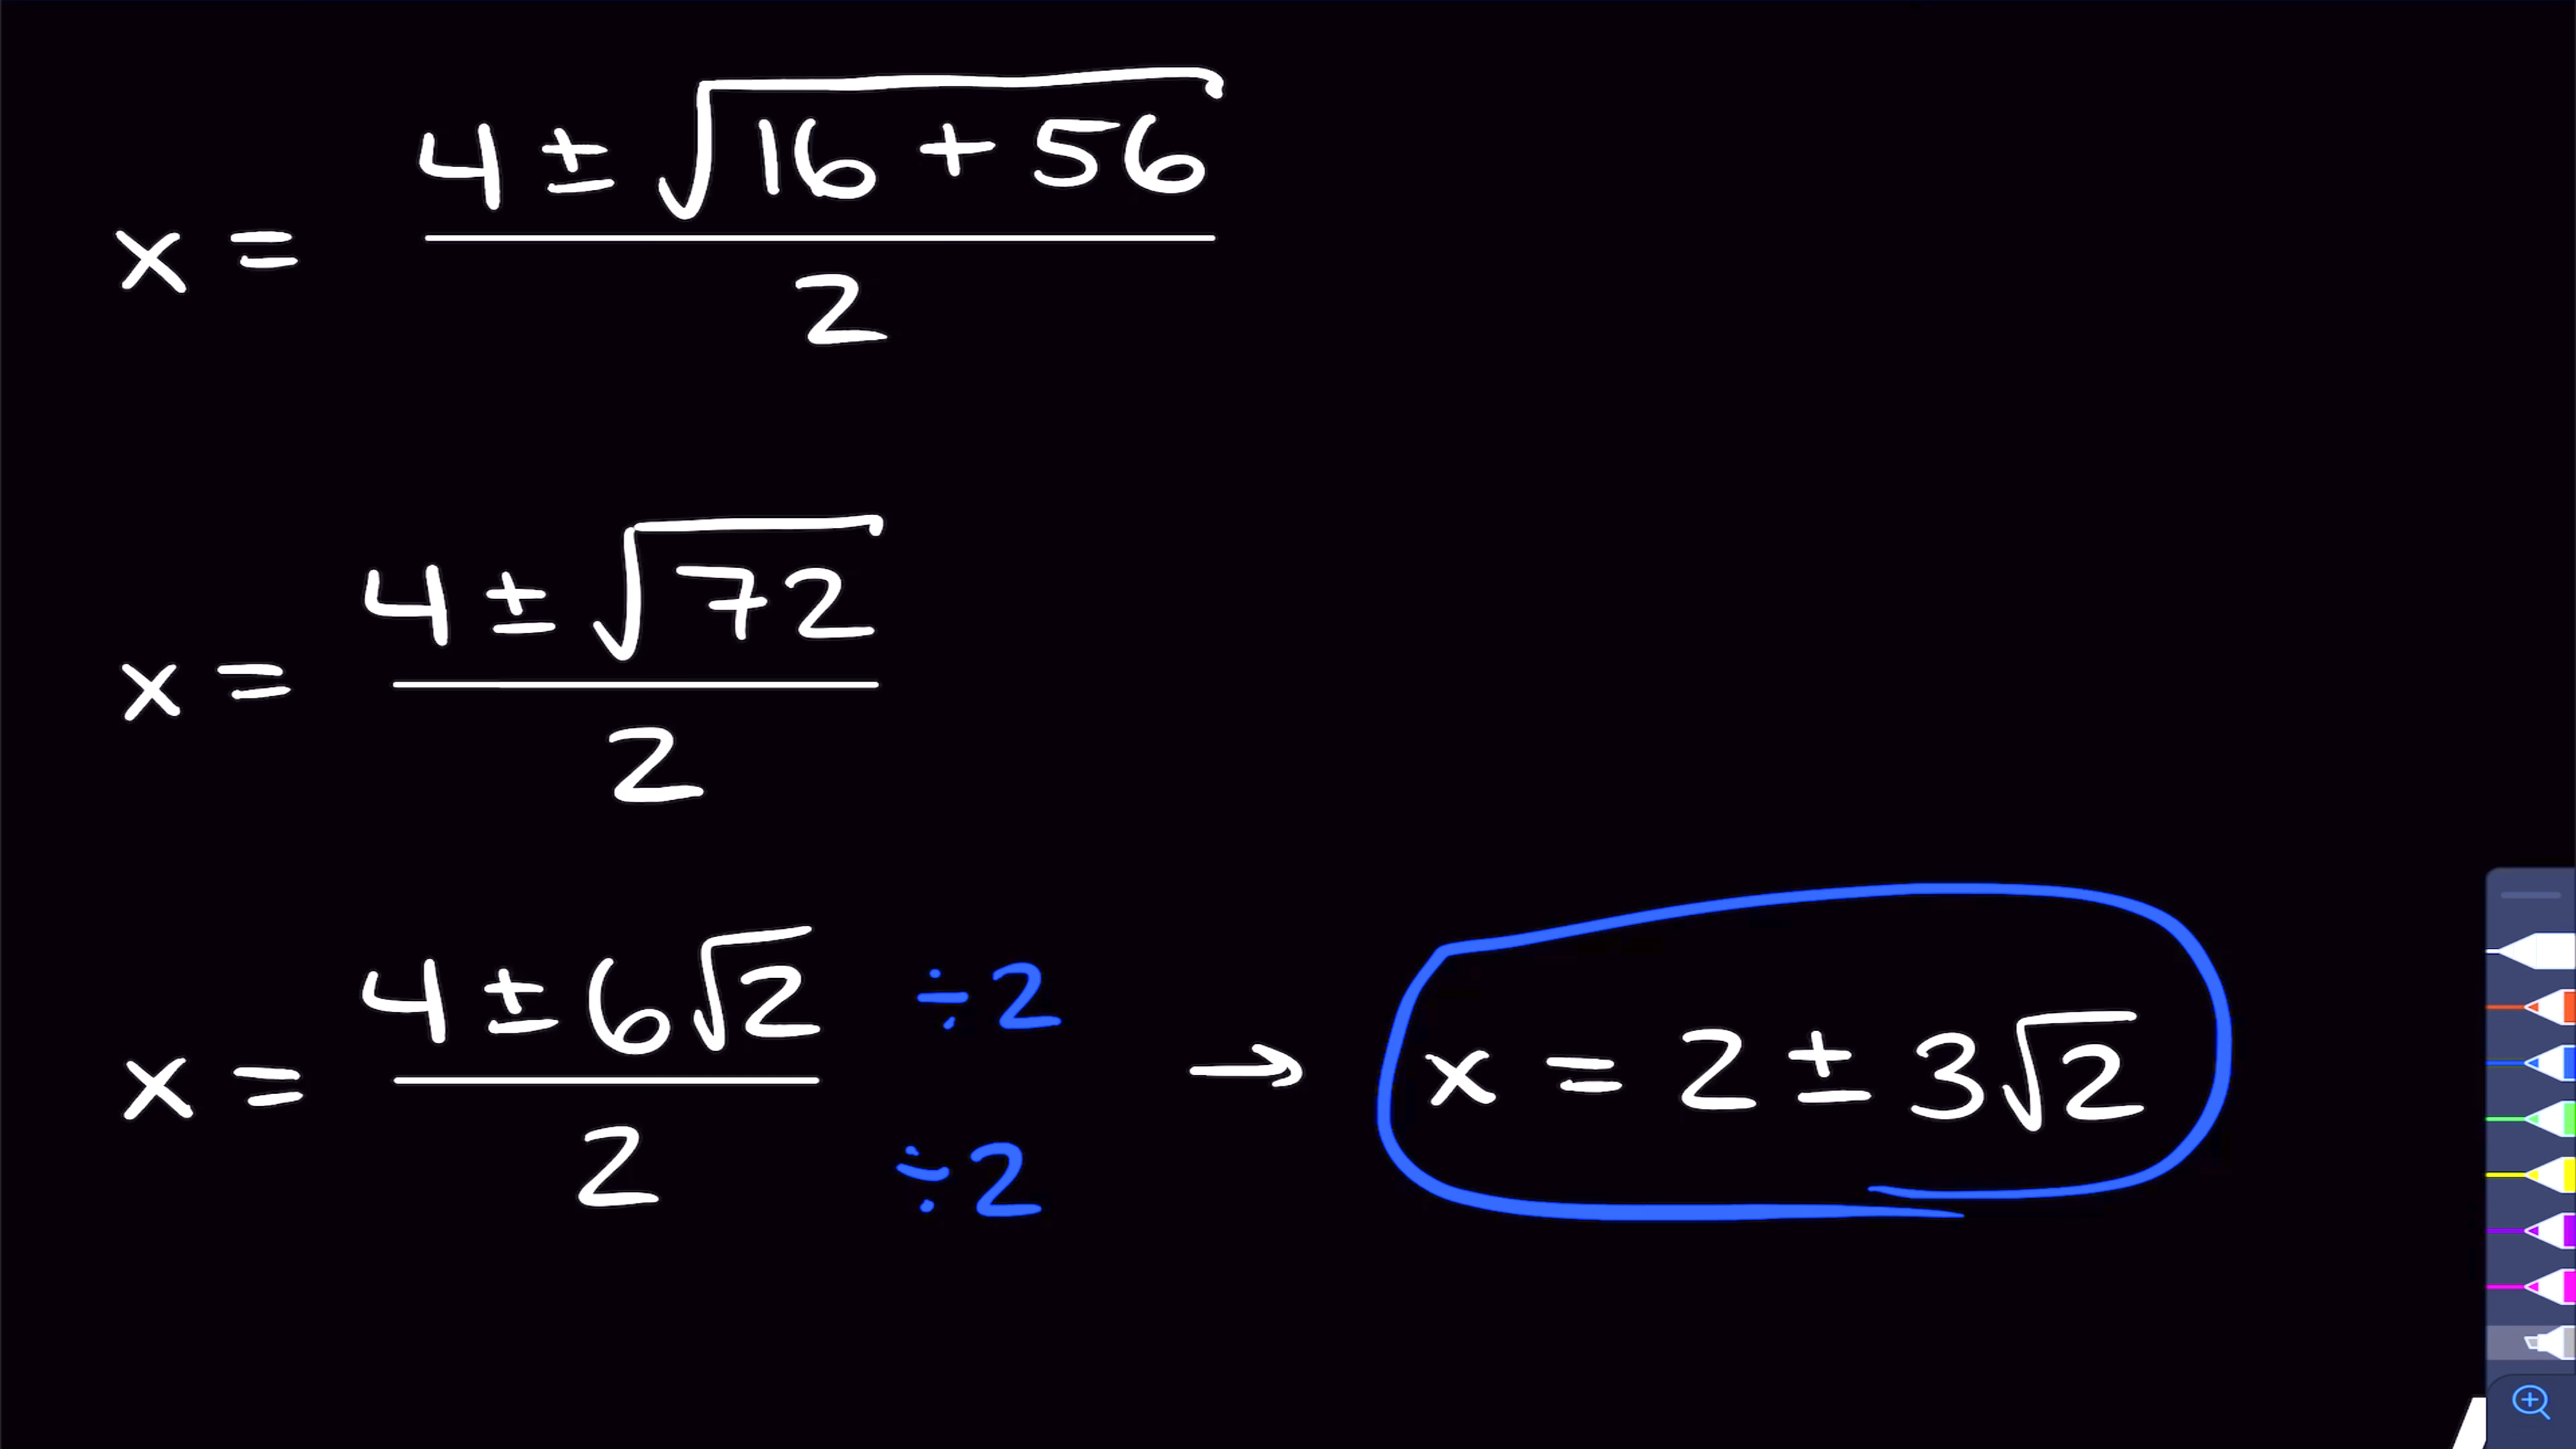 x = (4 ± √(16 + 56)) / 2
x = (4 ± √72) / 2
x = (4 ± 6√2) / 2 ÷2 ÷2 → x = 2 ± 3√2